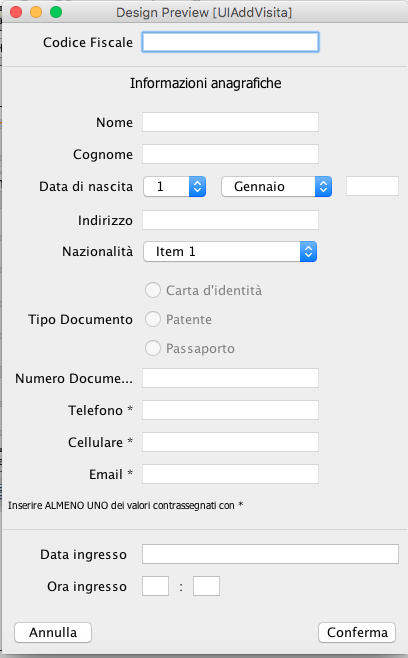 Design Preview [UIAddVisita]
Codice Fiscale
Informazioni anagrafiche
Nome
Cognome
Data di nascita 1 Gennaio
Indirizzo
Nazionalità Item 1
Carta d'identità
Tipo Documento Patente
Passaporto
Numero Docume...
Telefono *
Cellulare *
Email *
Inserire ALMENO UNO dei valori contrassegnati con *
Data ingresso
Ora ingresso :
Annulla Conferma